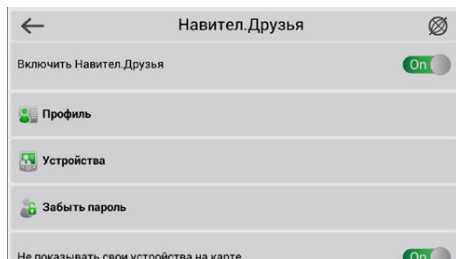 Навител.Друзья
Включить Навител.Друзья
On
Профиль
Устройства
Забыть пароль
Не показывать свои устройства на карте
On